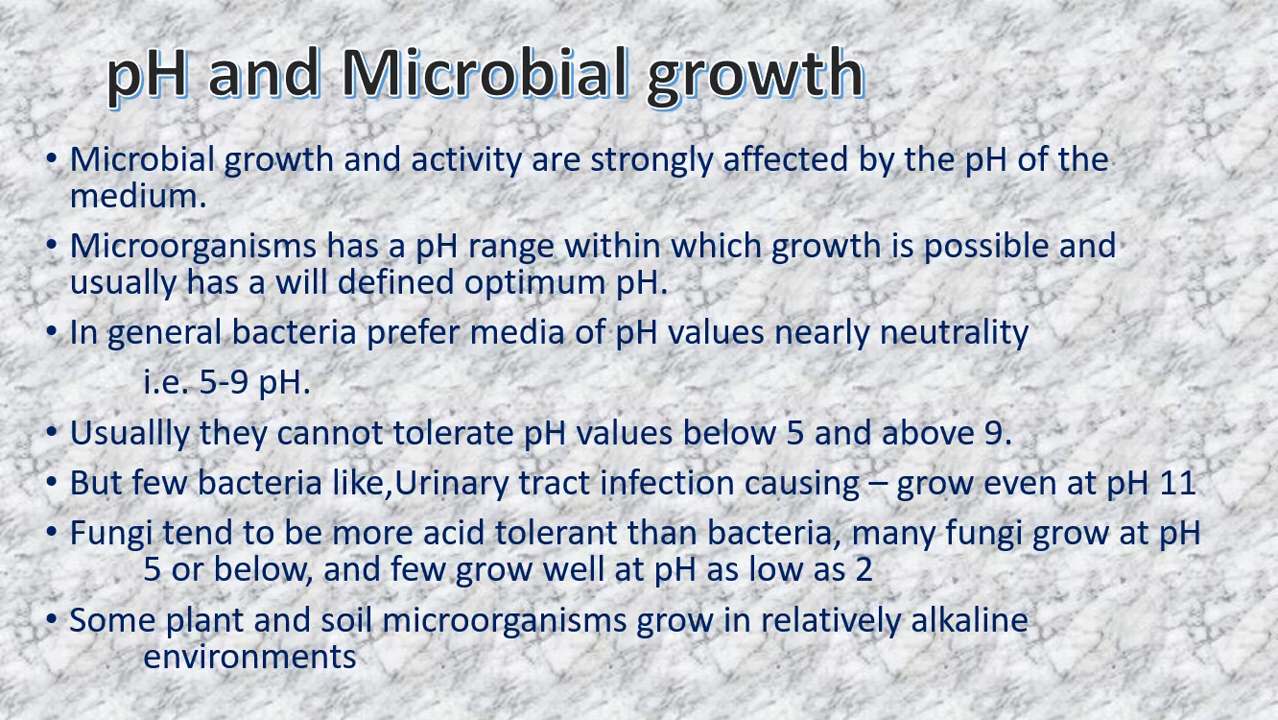 pH and Microbial growth
• Microbial growth and activity are strongly affected by the pH of the
medium.
• Microorganisms has a pH range within which growth is possible and
usually has a will defined optimum pH.
• In general bacteria prefer media of pH values nearly neutrality
i.e. 5-9 pH.
• Usuallly they cannot tolerate pH values below 5 and above 9.
• But few bacteria like,Urinary tract infection causing – grow even at pH 11
• Fungi tend to be more acid tolerant than bacteria, many fungi grow at pH
5 or below, and few grow well at pH as low as 2
• Some plant and soil microorganisms grow in relatively alkaline
environments